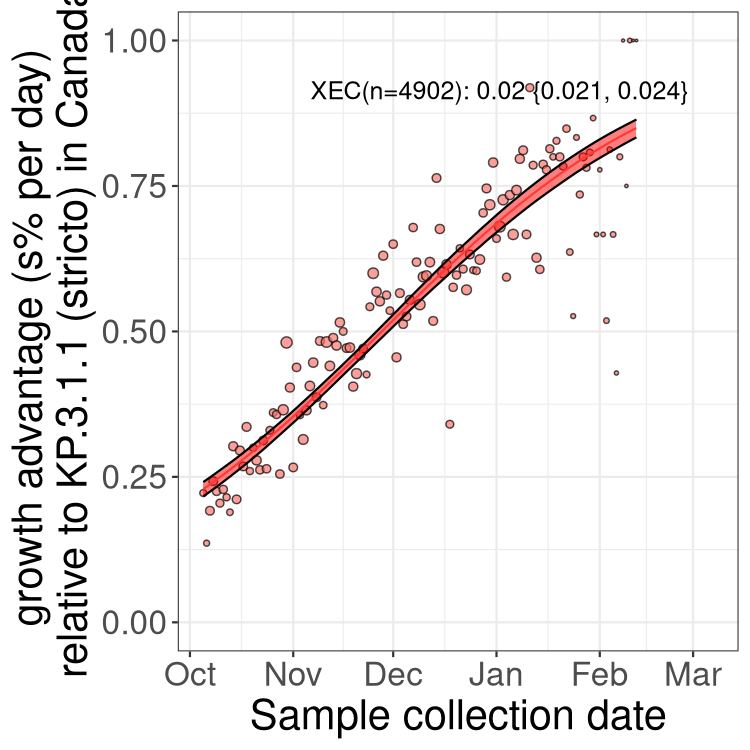 growth advantage (s% per day)
relative to KP.3.1.1 (stricto) in Canada
1.00
0.75
0.50
0.25
0.00
XEC(n=4902): 0.02 {0.021, 0.024}
Oct Nov Dec Jan Feb Mar
Sample collection date